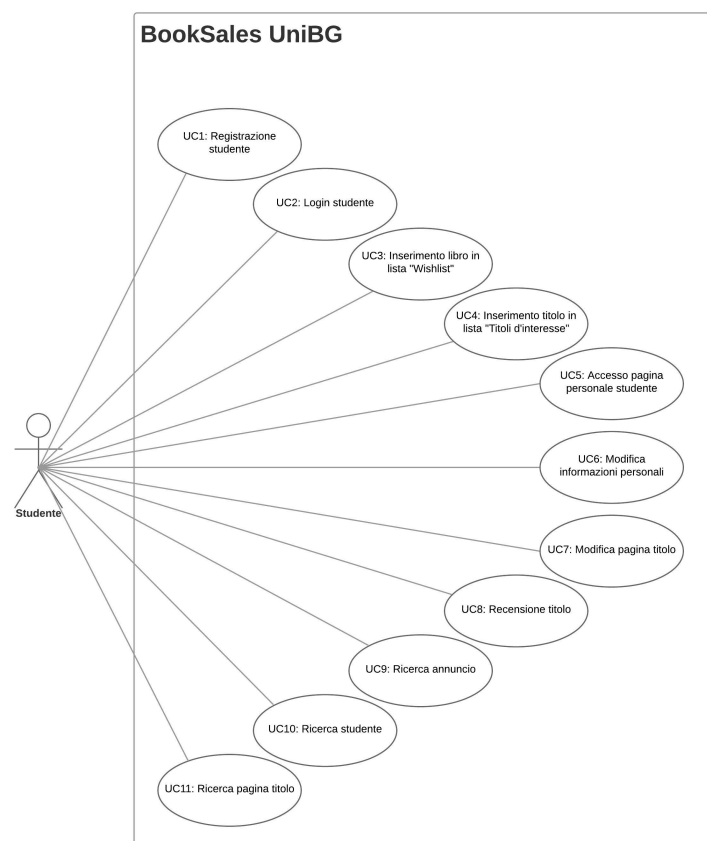 BookSales UniBG
UC1: Registrazione
studente
UC2: Login studente
UC3: Inserimento libro in
lista "Wishlist"
UC4: Inserimento titolo in
lista "Titoli d'interesse"
UC5: Accesso pagina
personale studente
UC6: Modifica
informazioni personali
Studente
UC7: Modifica pagina titolo
UC8: Recensione titolo
UC9: Ricerca annuncio
UC10: Ricerca studente
UC11: Ricerca pagina titolo